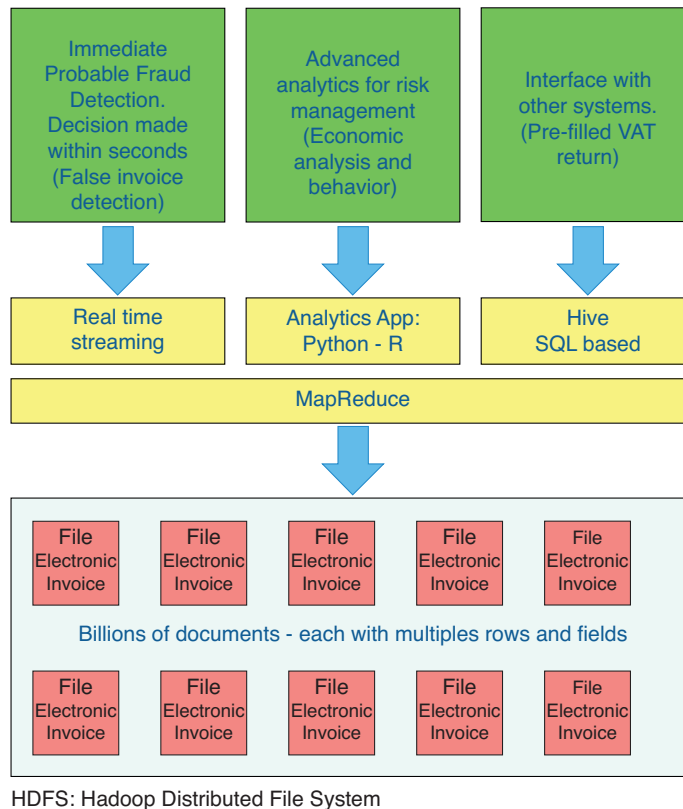 Immediate
Probable Fraud
Detection.
Decision made
within seconds
(False invoice
detection)
Advanced
analytics for risk
management
(Economic
analysis and
behavior)
Interface with
other systems.
(Pre-filled VAT
return)
Real time
streaming
Analytics App:
Python - R
Hive
SQL based
MapReduce
File
Electronic
Invoice
File
Electronic
Invoice
File
Electronic
Invoice
File
Electronic
Invoice
File
Electronic
Invoice
Billions of documents - each with multiples rows and fields
File
Electronic
Invoice
File
Electronic
Invoice
File
Electronic
Invoice
File
Electronic
Invoice
File
Electronic
Invoice
HDFS: Hadoop Distributed File System